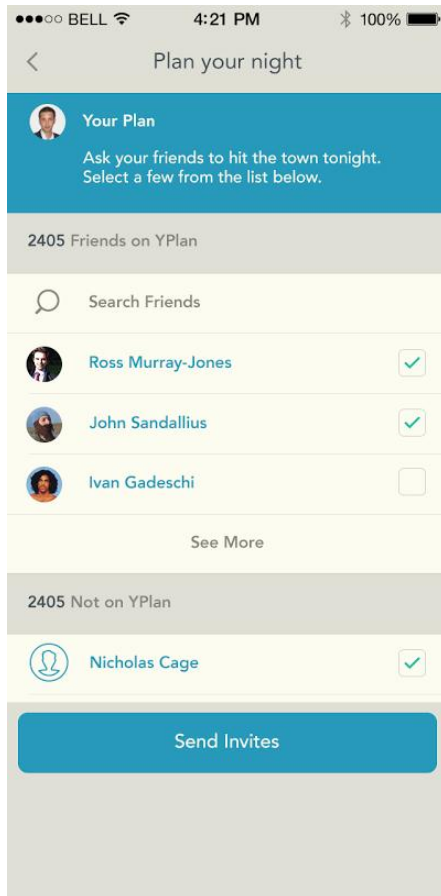 BELL 4:21 PM 100%
Plan your night
Your Plan
Ask your friends to hit the town tonight.
Select a few from the list below.
2405 Friends on YPlan
Search Friends
Ross Murray-Jones
John Sandallius
Ivan Gadeschi
See More
2405 Not on YPlan
Nicholas Cage
Send Invites